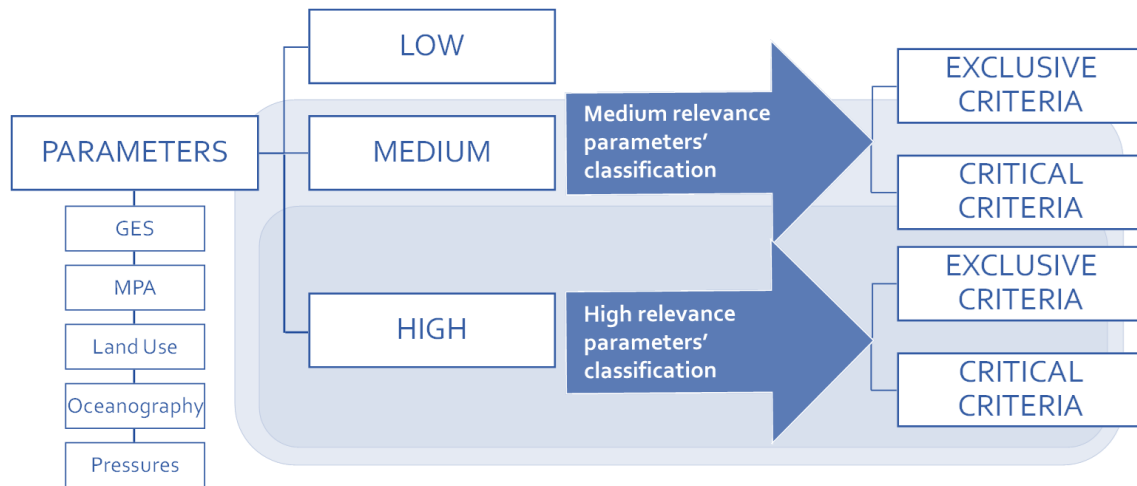 PARAMETERS
GES
MPA
Land Use
Oceanography
Pressures
LOW
MEDIUM
HIGH
Medium relevance
parameters'
classification
High relevance
parameters'
classification
EXCLUSIVE
CRITERIA
CRITICAL
CRITERIA
EXCLUSIVE
CRITERIA
CRITICAL
CRITERIA